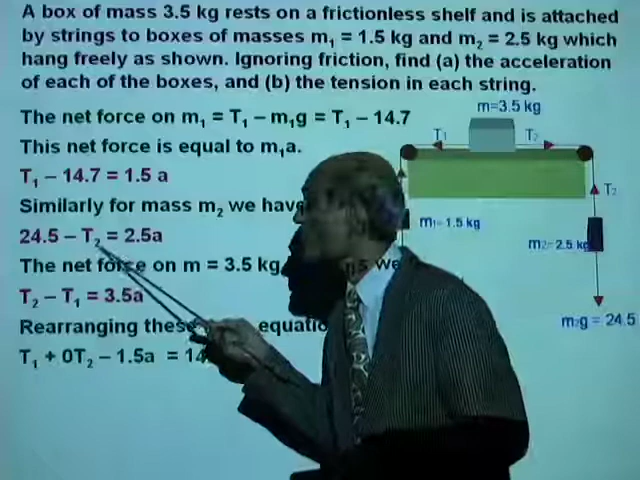 A box of mass 3.5 kg rests on a frictionless shelf and is attached
by strings to boxes of masses m₁ = 1.5 kg and m₂ = 2.5 kg which
hang freely as shown. Ignoring friction, find (a) the acceleration
of each of the boxes, and (b) the tension in each string.
The net force on m₁ = T₁ – m₁g = T₁ – 14.7
This net force is equal to m₁a.
T₁ – 14.7 = 1.5 a
Similarly for mass m₂ we have
24.5 – T₂ = 2.5a
The net force on m = 3.5 kg
T₂ – T₁ = 3.5a
Rearranging these
T₁ + 0T₂ – 1.5a = 14
m=3.5 kg
T₁
T₂
T₂
m₁= 1.5 kg
m₂= 2.5 kg
m₂g = 24.5